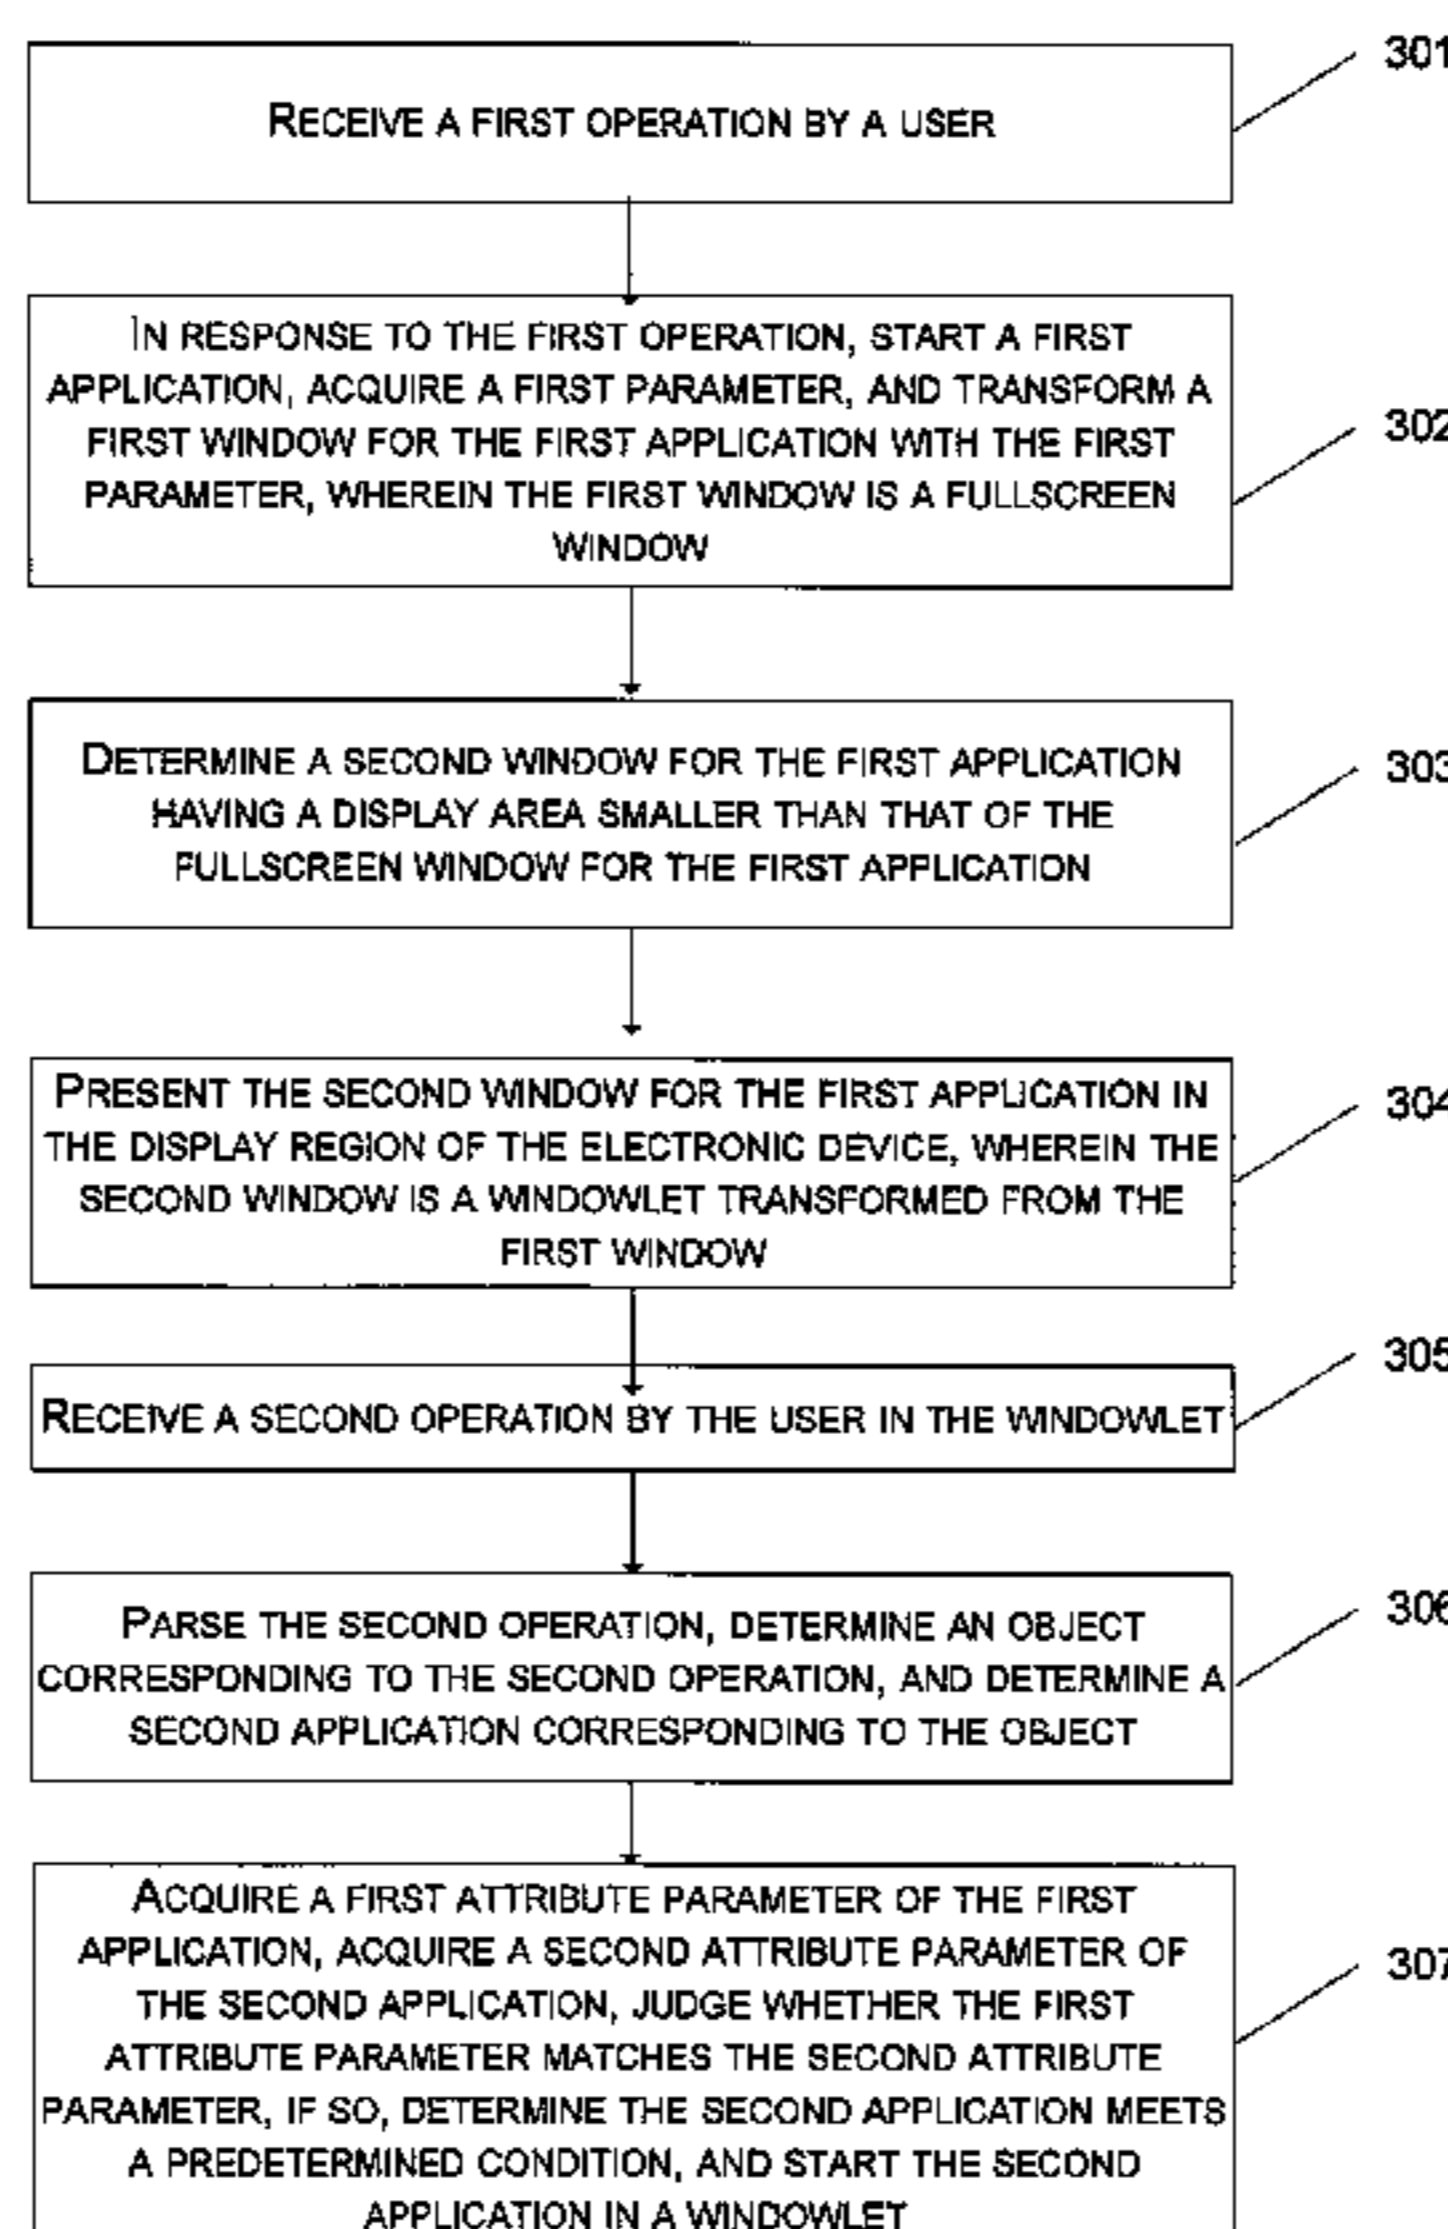 RECEIVE A FIRST OPERATION BY A USER
301
IN RESPONSE TO THE FIRST OPERATION, START A FIRST
APPLICATION, ACQUIRE A FIRST PARAMETER, AND TRANSFORM A
FIRST WINDOW FOR THE FIRST APPLICATION WITH THE FIRST
PARAMETER, WHEREIN THE FIRST WINDOW IS A FULLSCREEN
WINDOW
302
DETERMINE A SECOND WINDOW FOR THE FIRST APPLICATION
HAVING A DISPLAY AREA SMALLER THAN THAT OF THE
FULLSCREEN WINDOW FOR THE FIRST APPLICATION
303
PRESENT THE SECOND WINDOW FOR THE FIRST APPLICATION IN
THE DISPLAY REGION OF THE ELECTRONIC DEVICE, WHEREIN THE
SECOND WINDOW IS A WINDOWLET TRANSFORMED FROM THE
FIRST WINDOW
304
RECEIVE A SECOND OPERATION BY THE USER IN THE WINDOWLET
305
PARSE THE SECOND OPERATION, DETERMINE AN OBJECT
CORRESPONDING TO THE SECOND OPERATION, AND DETERMINE A
SECOND APPLICATION CORRESPONDING TO THE OBJECT
306
ACQUIRE A FIRST ATTRIBUTE PARAMETER OF THE FIRST
APPLICATION, ACQUIRE A SECOND ATTRIBUTE PARAMETER OF
THE SECOND APPLICATION, JUDGE WHETHER THE FIRST
ATTRIBUTE PARAMETER MATCHES THE SECOND ATTRIBUTE
PARAMETER, IF SO, DETERMINE THE SECOND APPLICATION MEETS
A PREDETERMINED CONDITION, AND START THE SECOND
APPLICATION IN A WINDOWLET
307